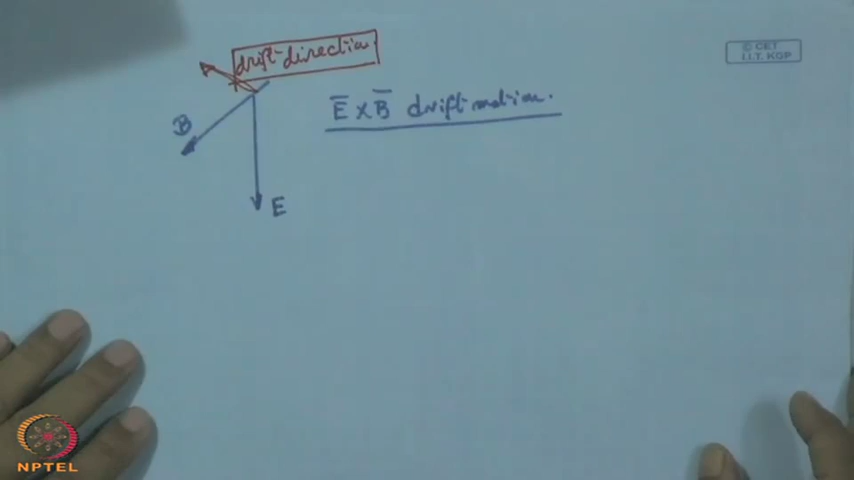 drift direction
© CET
I.I.T. KGP
E̅ × B̅ drift motion.
B
E
NPTEL